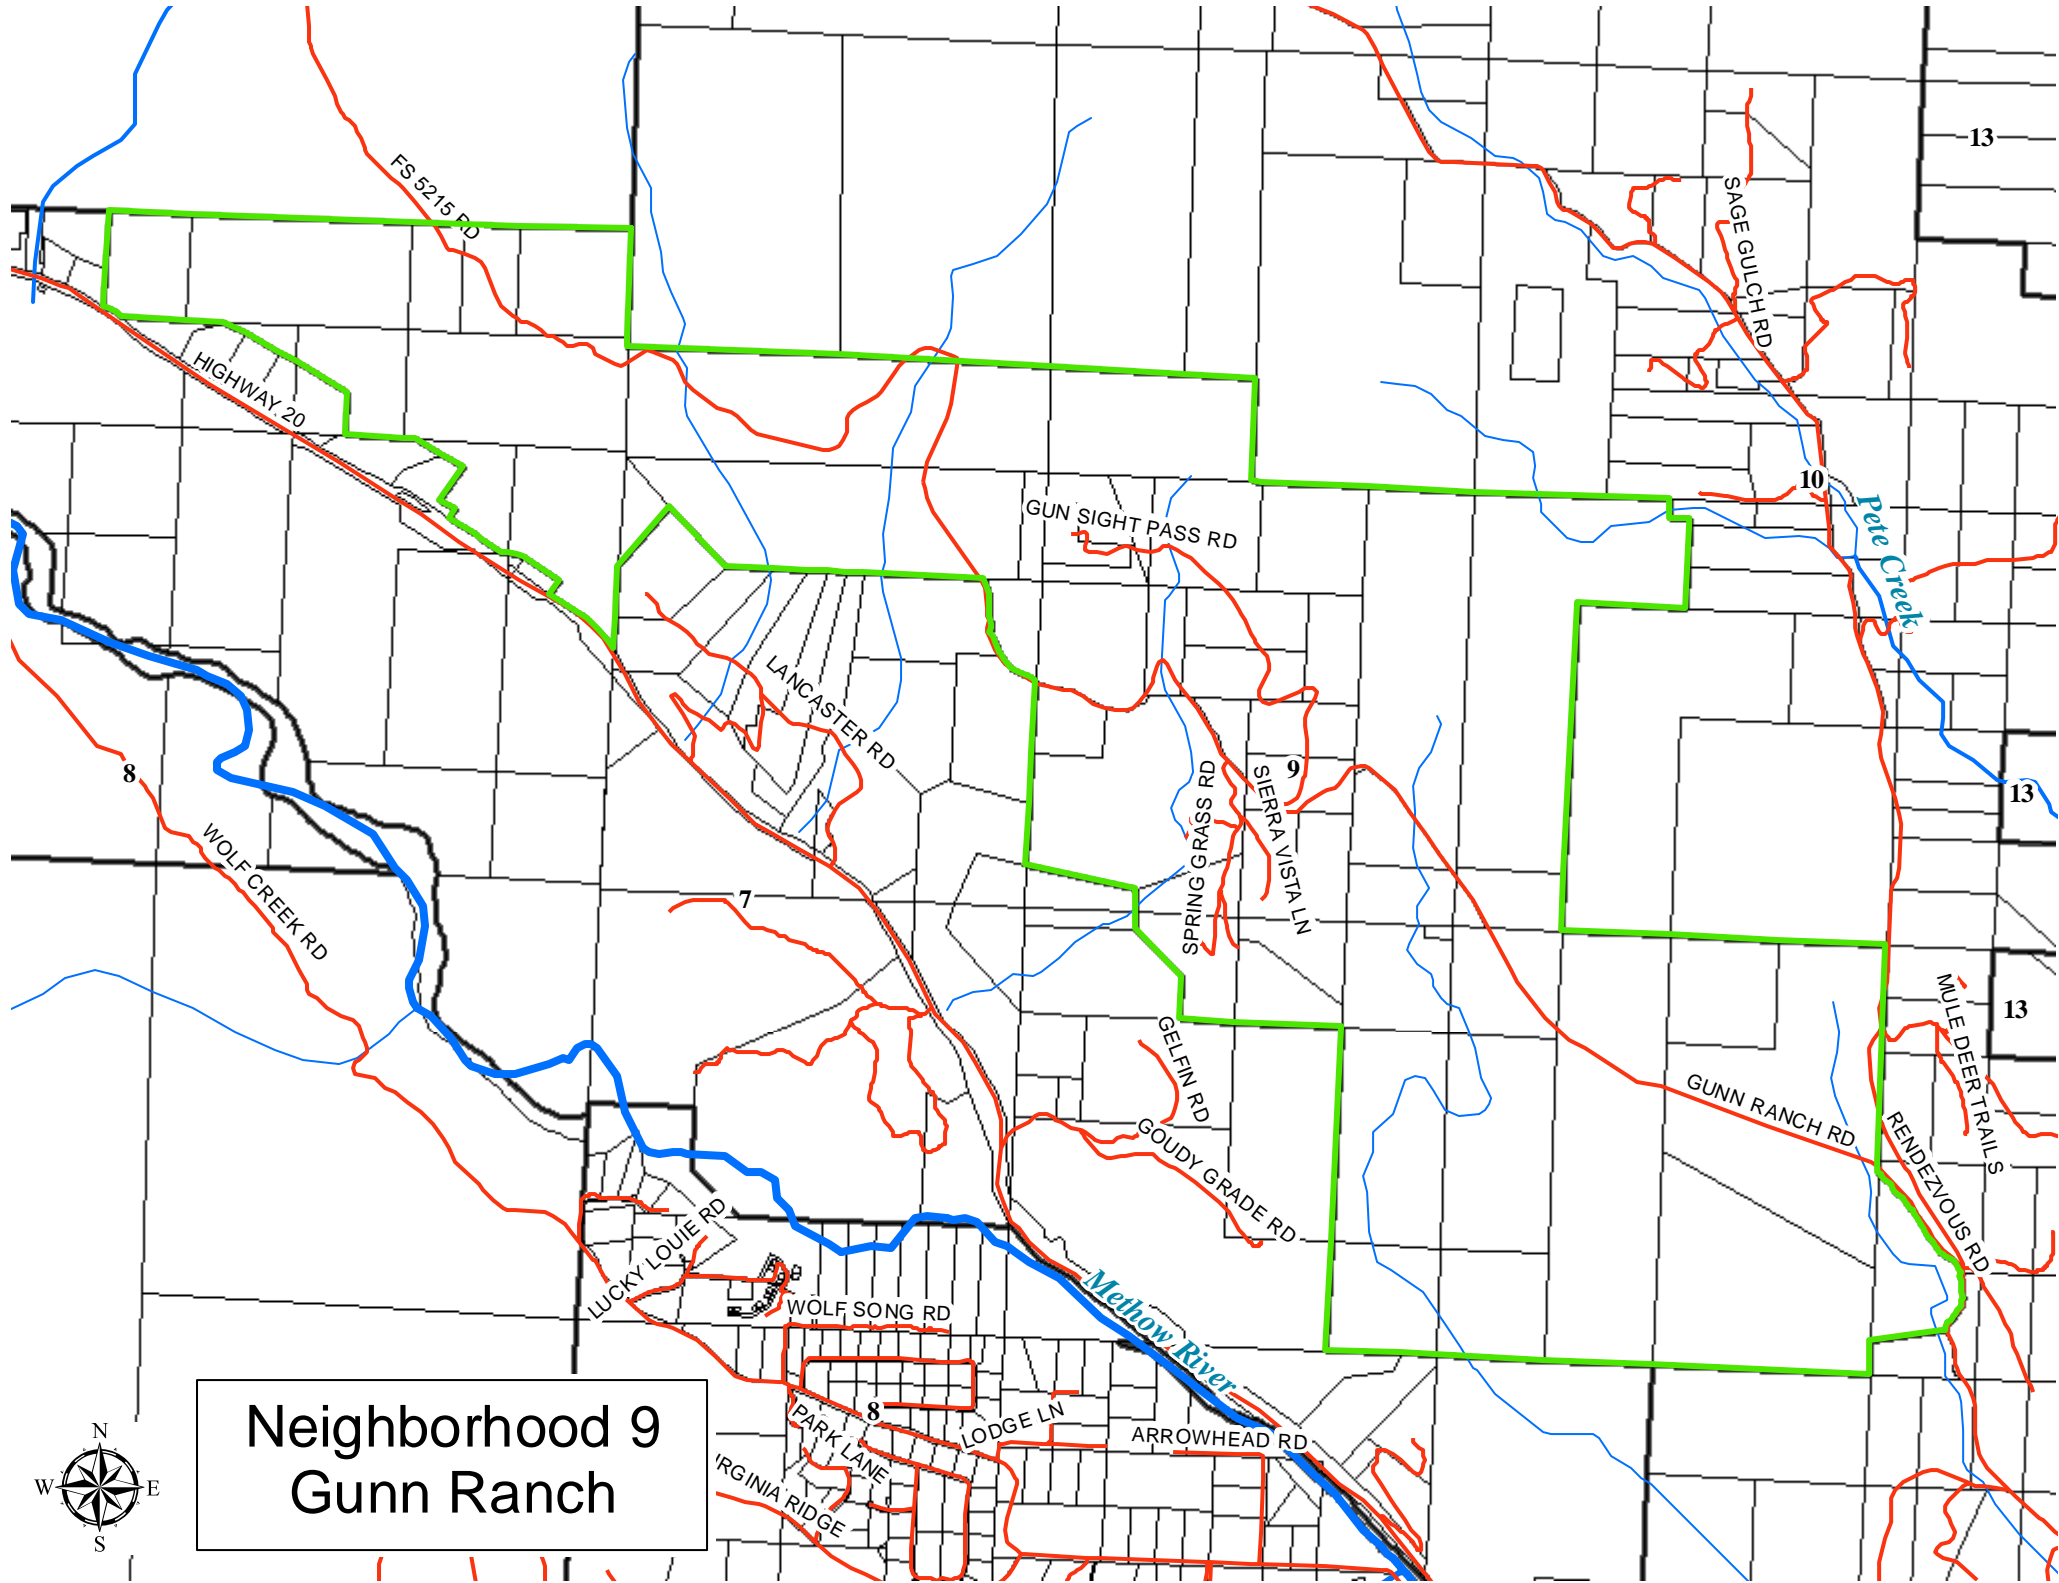 13
FS 5215 RD
SAGE GULCH RD
HIGHWAY 20
10
Pete Creek
GUN SIGHT PASS RD
LANCASTER RD
8
9
SPRING GRASS RD
SIERRA VISTA LN
13
WOLF CREEK RD
7
MULE DEER TRAILS
13
GELFIN RD
GUNN RANCH RD
GOUDY GRADE RD
RENDEZVOUS RD
LUCKY LOUIE RD
WOLF SONG RD
Methow River
8
PARK LANE
LODGE LN
ARROWHEAD RD
IRGINIA RIDGE
Neighborhood 9
Gunn Ranch
N
W
E
S